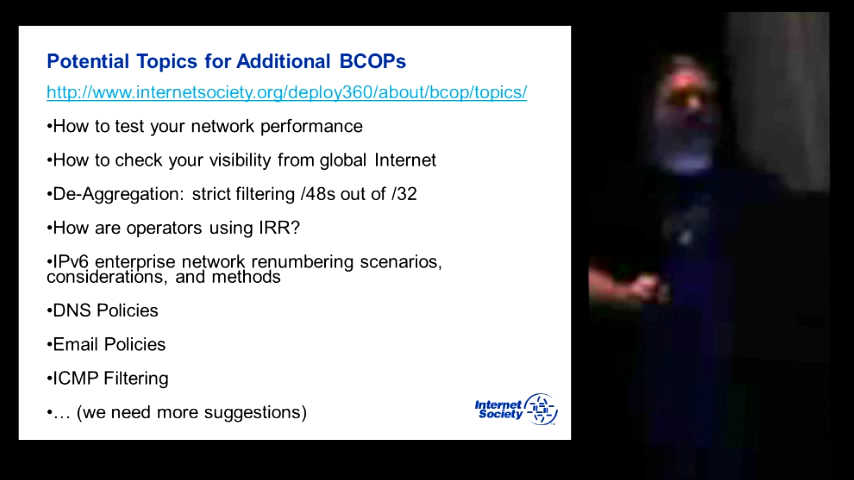 Potential Topics for Additional BCOPs
http://www.internetsociety.org/deploy360/about/bcop/topics/
•How to test your network performance
•How to check your visibility from global Internet
•De-Aggregation: strict filtering /48s out of /32
•How are operators using IRR?
•IPv6 enterprise network renumbering scenarios,
considerations, and methods
•DNS Policies
•Email Policies
•ICMP Filtering
•… (we need more suggestions)
Internet
Society